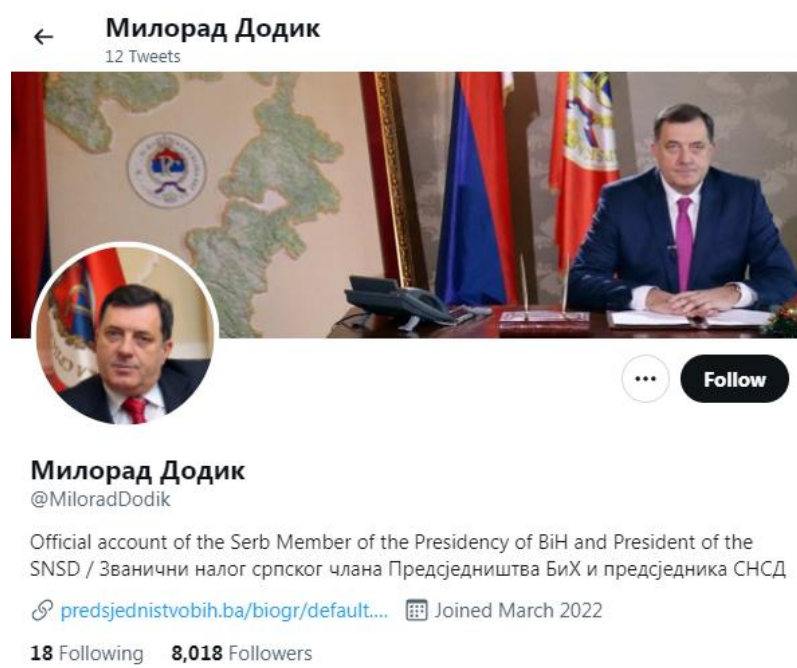 Милорад Додик
12 Tweets
Follow
Милорад Додик
@MiloradDodik
Official account of the Serb Member of the Presidency of BiH and President of the
SNSD / Званични налог српског члана Предсједништва БиХ и предсједника СНСД
predsjednistvobih.ba/biogr/default.... Joined March 2022
18 Following 8,018 Followers